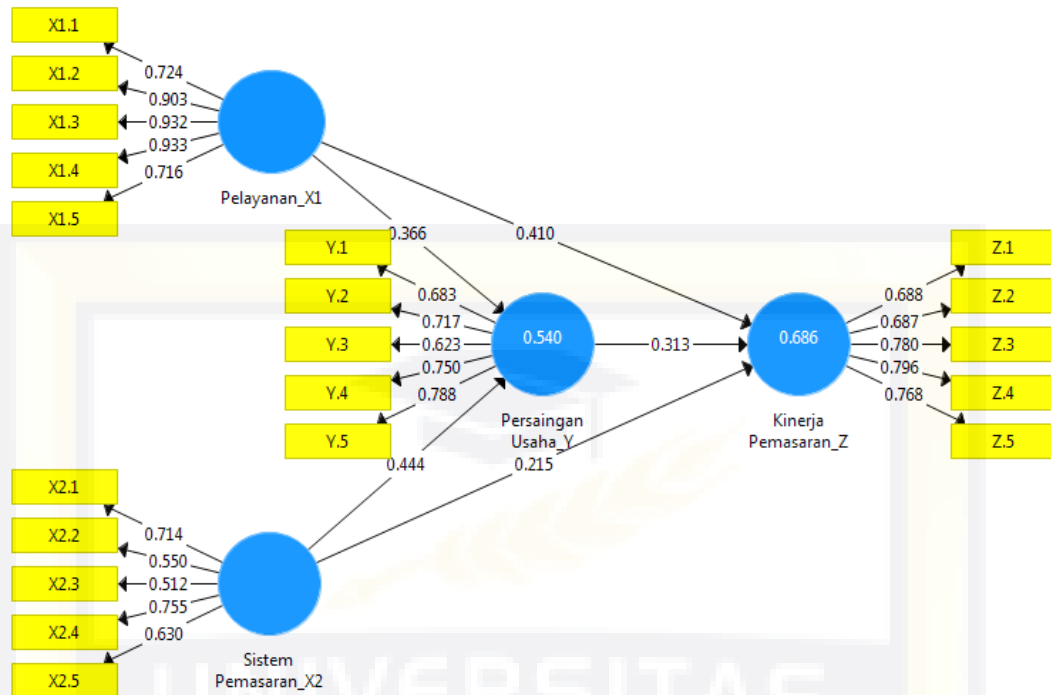 X1.1
X1.2
X1.3
X1.4
X1.5
0.724
0.903
0.932
0.933
0.716
Pelayanan_X1
0.366
0.410
Y.1
Y.2
Y.3
Y.4
Y.5
0.683
0.717
0.623
0.750
0.788
0.540
Persaingan
Usaha_Y
0.313
0.686
Kinerja
Pemasaran_Z
0.688
0.687
0.780
0.796
0.768
Z.1
Z.2
Z.3
Z.4
Z.5
0.444
0.215
X2.1
X2.2
X2.3
X2.4
X2.5
0.714
0.550
0.512
0.755
0.630
Sistem
Pemasaran_X2
UNIVERSITAS